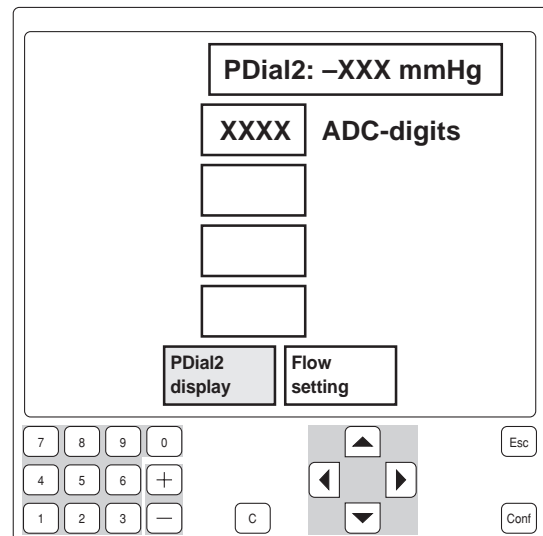 PDial2: –XXX mmHg
XXXX ADC-digits
PDial2 display
Flow setting
7 8 9 0
Esc
4 5 6 +
1 2 3 —
C
Conf